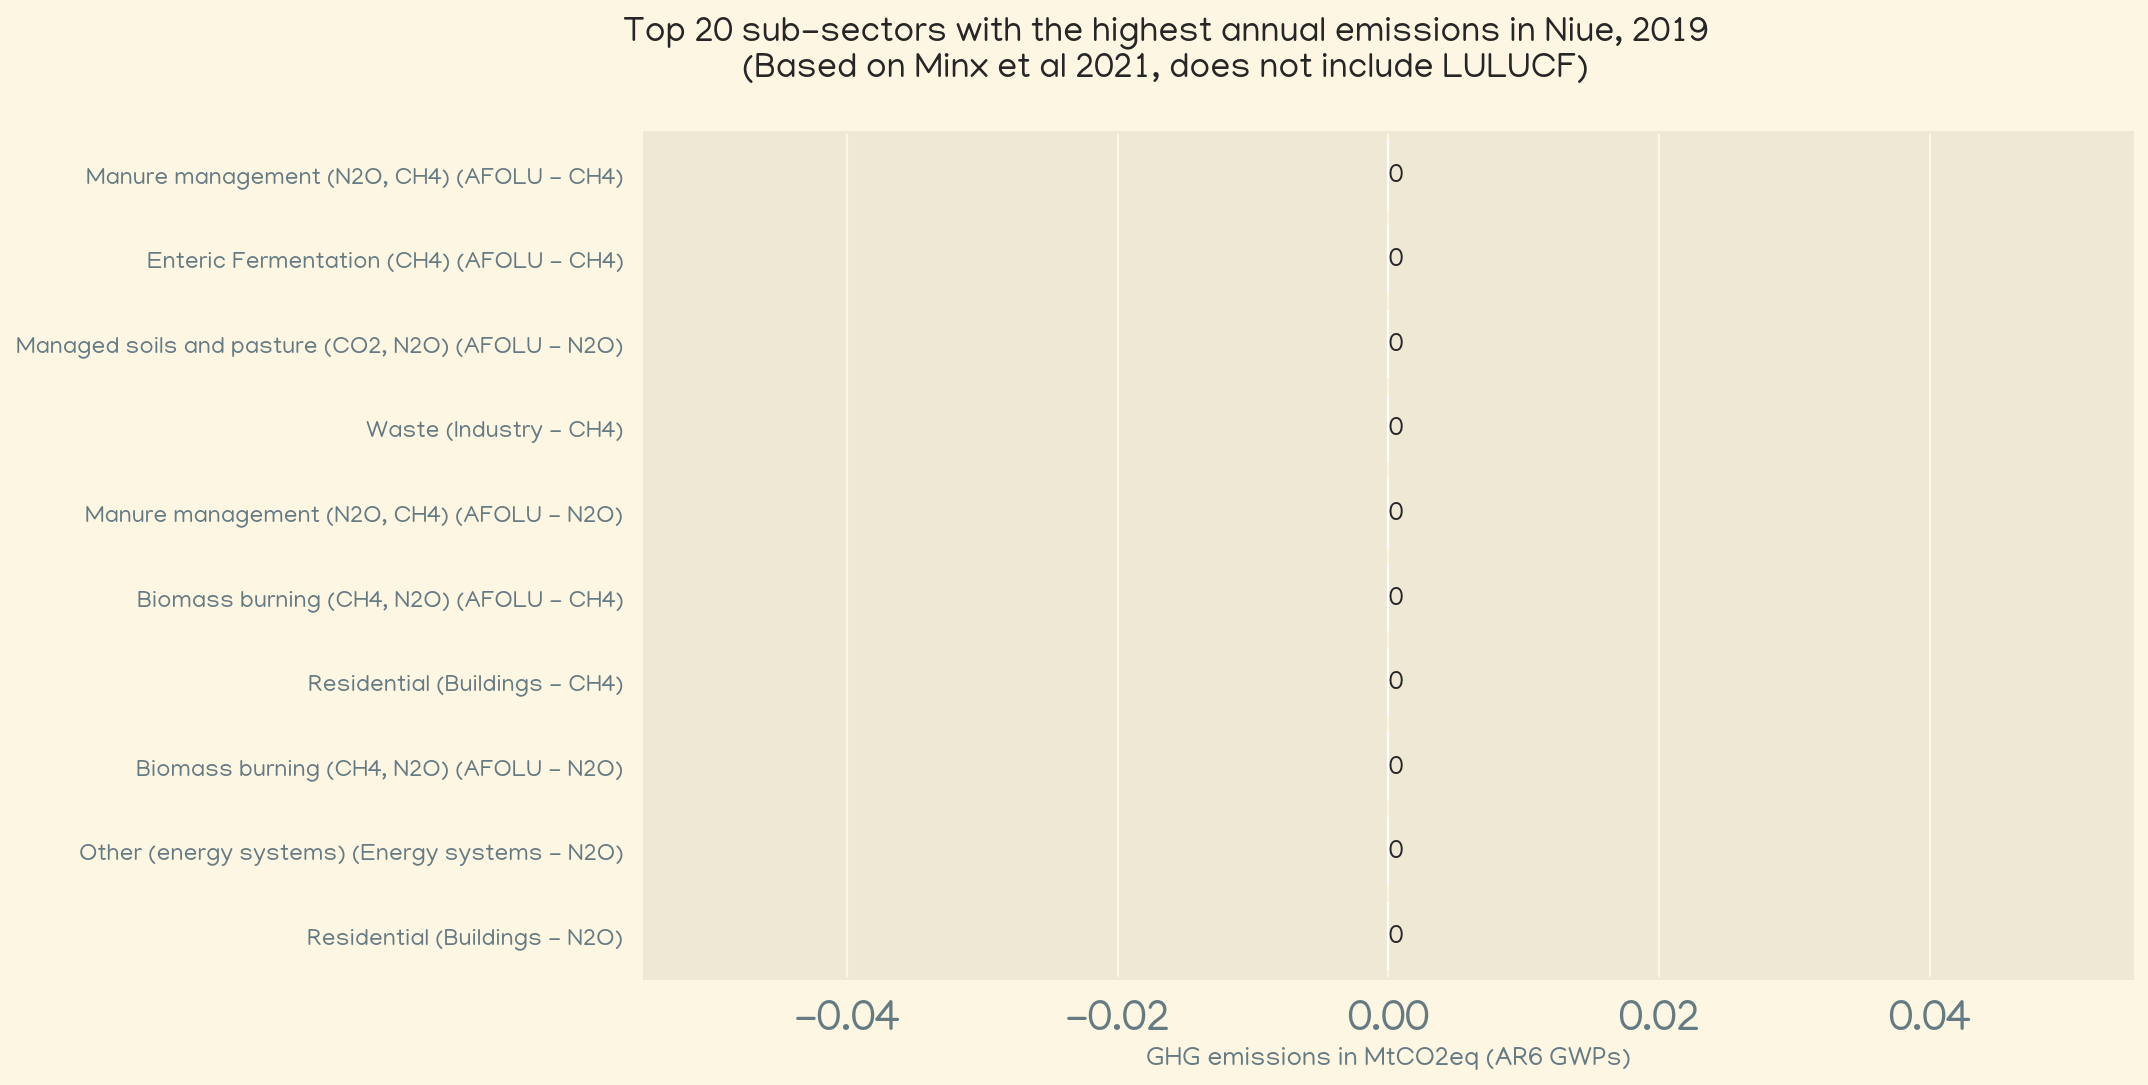 Top 20 sub-sectors with the highest annual emissions in Niue, 2019
(Based on Minx et al 2021, does not include LULUCF)
Manure management (N2O, CH4) (AFOLU - CH4) 0
Enteric Fermentation (CH4) (AFOLU - CH4) 0
Managed soils and pasture (CO2, N2O) (AFOLU - N2O) 0
Waste (Industry - CH4) 0
Manure management (N2O, CH4) (AFOLU - N2O) 0
Biomass burning (CH4, N2O) (AFOLU - CH4) 0
Residential (Buildings - CH4) 0
Biomass burning (CH4, N2O) (AFOLU - N2O) 0
Other (energy systems) (Energy systems - N2O) 0
Residential (Buildings - N2O) 0
-0.04 -0.02 0.00 0.02 0.04
GHG emissions in MtCO2eq (AR6 GWPs)